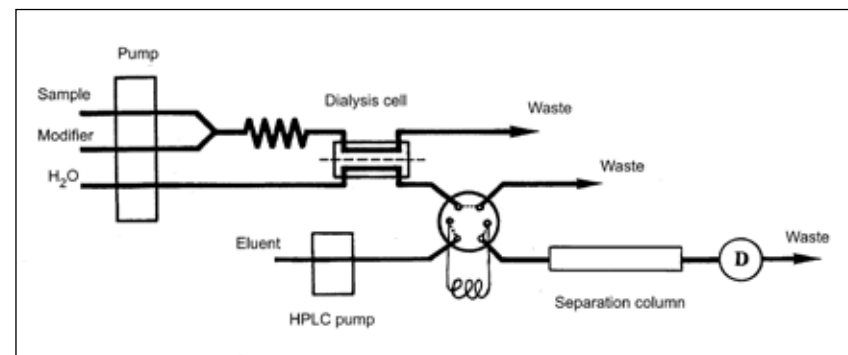 Pump
Sample
Dialysis cell
Waste
Modifier
H₂O
Waste
Eluent
Waste
D
HPLC pump
Separation column